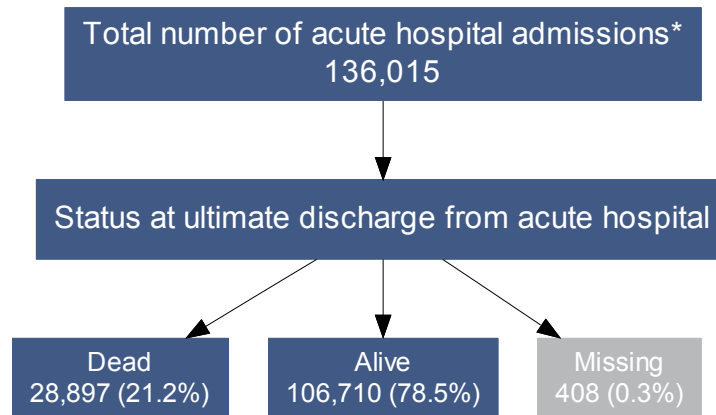 Total number of acute hospital admissions*
136,015
Status at ultimate discharge from acute hospital
Dead
28,897 (21.2%)
Alive
106,710 (78.5%)
Missing
408 (0.3%)